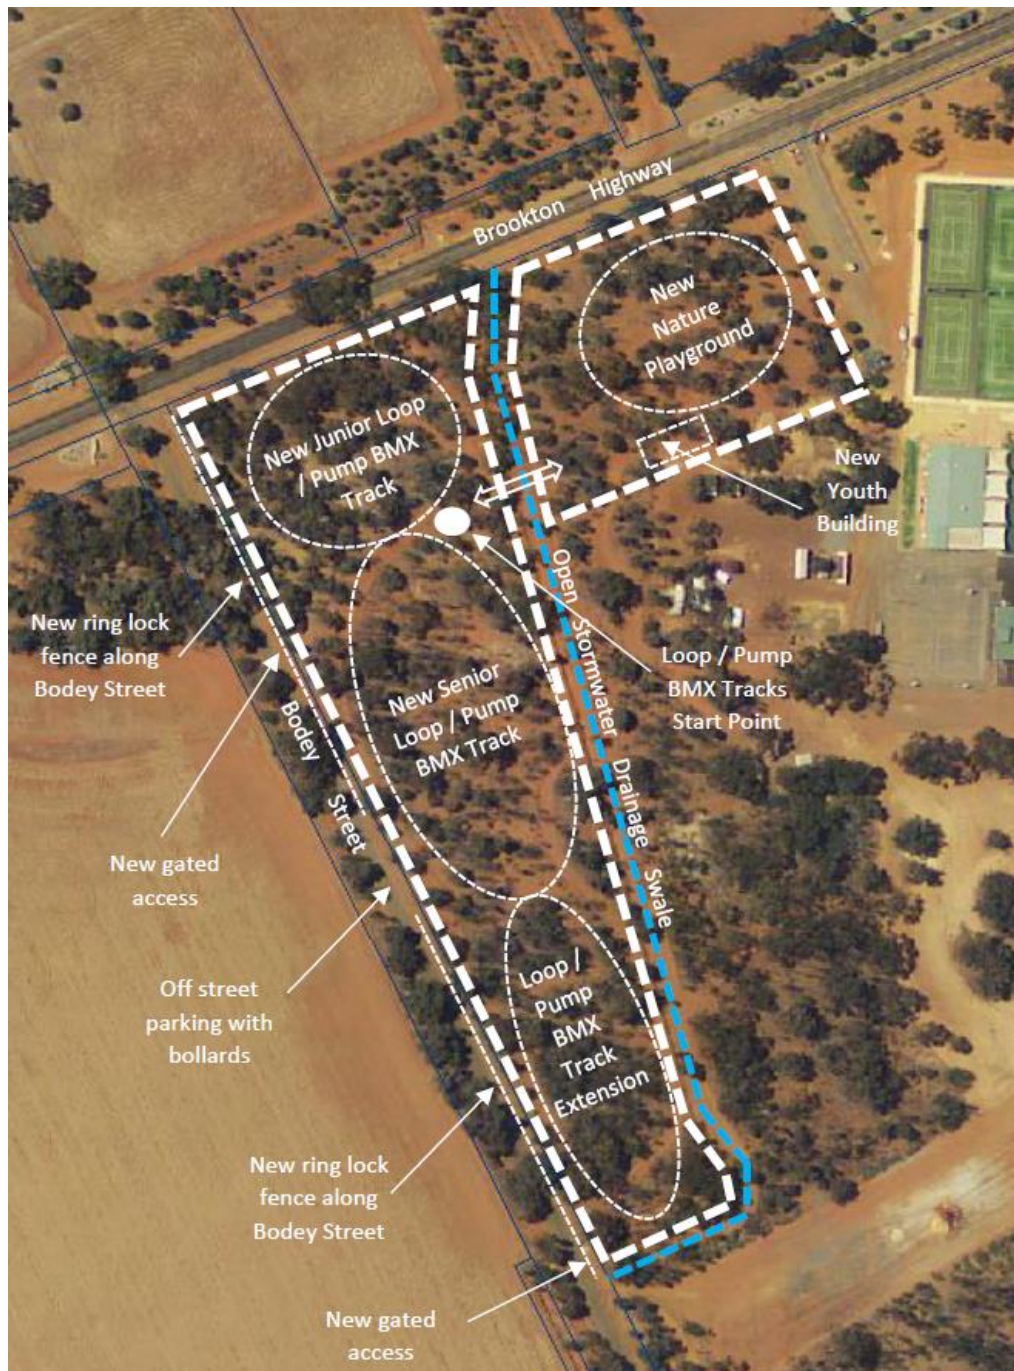 Brookton Highway
New
Nature
Playground
New Junior Loop
/ Pump BMX
Track
New
Youth
Building
Open Stormwater Drainage Swale
New ring lock
fence along
Bodey Street
Loop / Pump
BMX Tracks
Start Point
New Senior
Loop / Pump
BMX Track
Bodey Street
New gated
access
Off street
parking with
bollards
Loop /
Pump
BMX
Track
Extension
New ring lock
fence along
Bodey Street
New gated
access